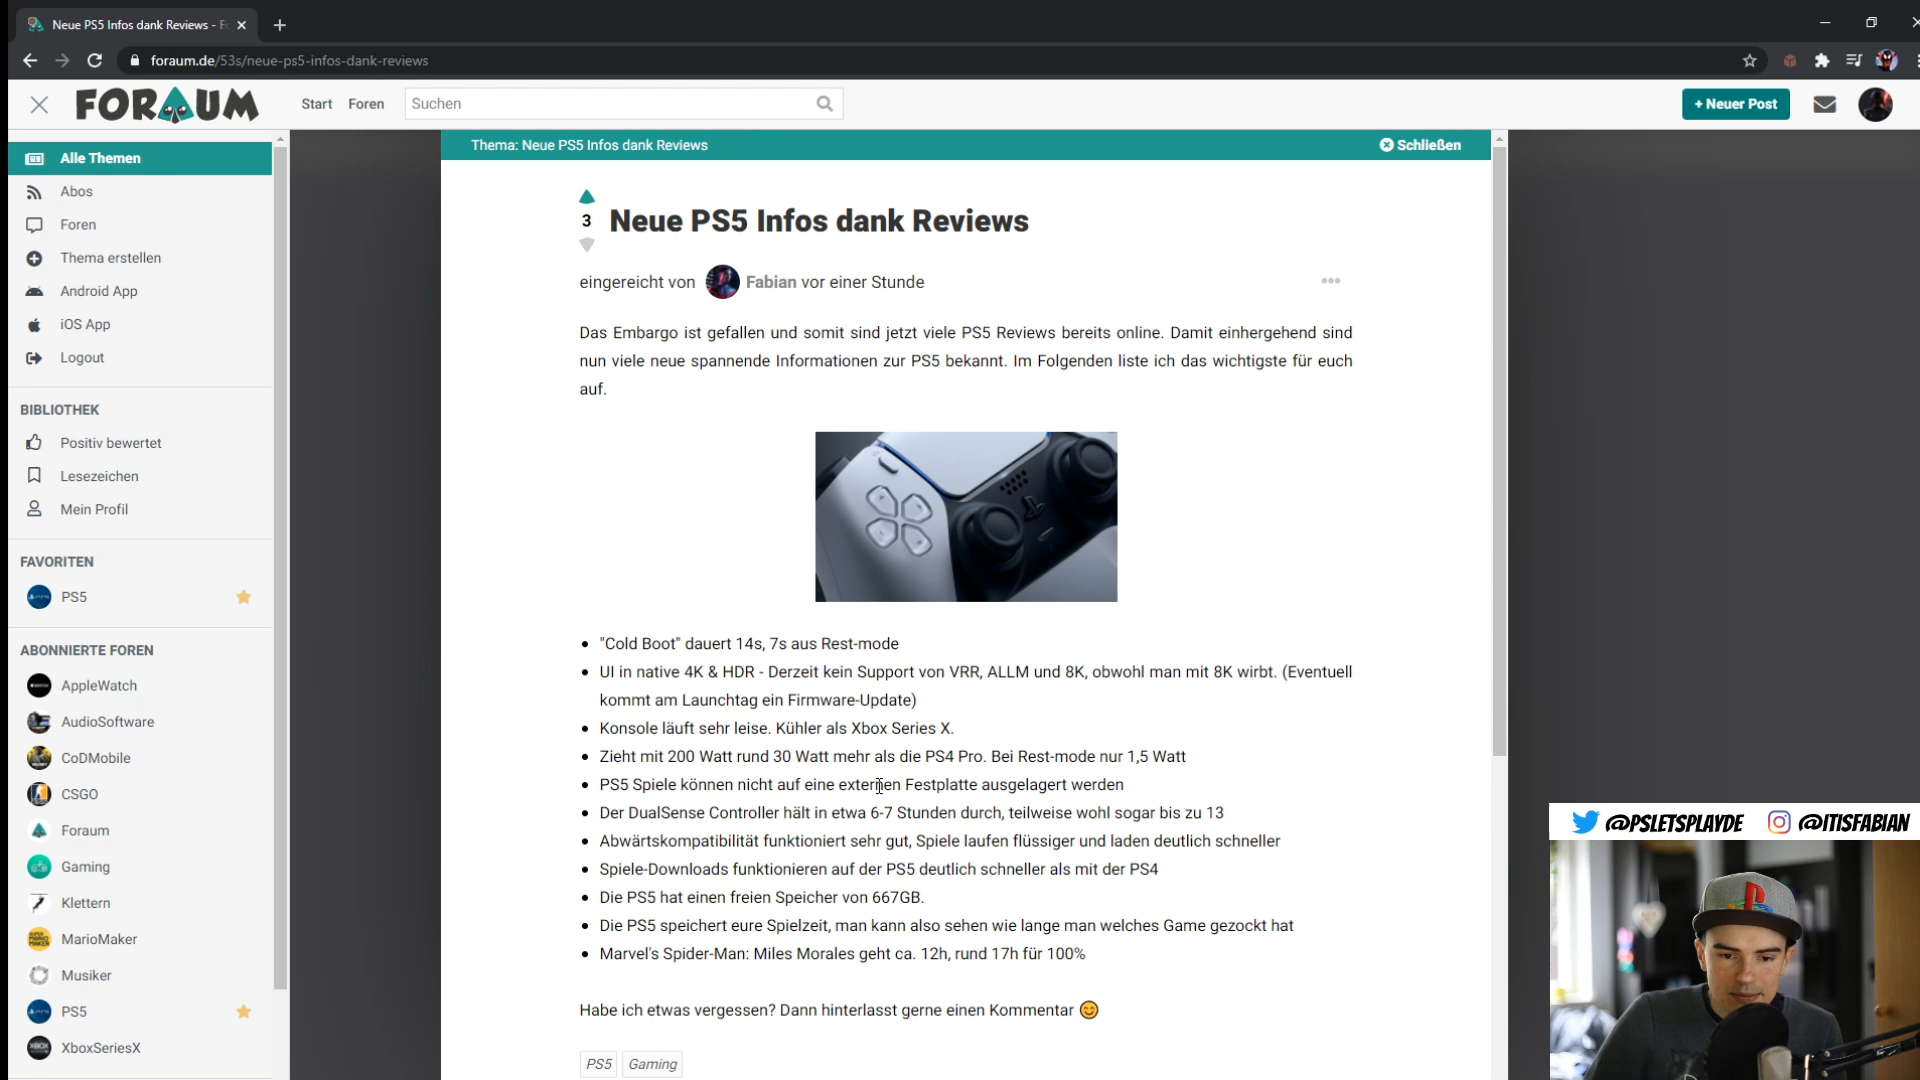 Neue PS5 Infos dank Reviews - F
foraum.de/53s/neue-ps5-infos-dank-reviews
FORAUM
Start
Foren
Suchen
+ Neuer Post
Alle Themen
Abos
Foren
Thema erstellen
Android App
iOS App
Logout
BIBLIOTHEK
Positiv bewertet
Lesezeichen
Mein Profil
FAVORITEN
PS5
ABONNIERTE FOREN
AppleWatch
AudioSoftware
CoDMobile
CSGO
Foraum
Gaming
Klettern
MarioMaker
Musiker
PS5
XboxSeriesX
Thema: Neue PS5 Infos dank Reviews
Schließen
3
Neue PS5 Infos dank Reviews
eingereicht von Fabian vor einer Stunde
Das Embargo ist gefallen und somit sind jetzt viele PS5 Reviews bereits online. Damit einhergehend sind
nun viele neue spannende Informationen zur PS5 bekannt. Im Folgenden liste ich das wichtigste für euch
auf.
• "Cold Boot" dauert 14s, 7s aus Rest-mode
• UI in native 4K & HDR - Derzeit kein Support von VRR, ALLM und 8K, obwohl man mit 8K wirbt. (Eventuell
kommt am Launchtag ein Firmware-Update)
• Konsole läuft sehr leise. Kühler als Xbox Series X.
• Zieht mit 200 Watt rund 30 Watt mehr als die PS4 Pro. Bei Rest-mode nur 1,5 Watt
• PS5 Spiele können nicht auf eine externen Festplatte ausgelagert werden
• Der DualSense Controller hält in etwa 6-7 Stunden durch, teilweise wohl sogar bis zu 13
• Abwärtskompatibilität funktioniert sehr gut, Spiele laufen flüssiger und laden deutlich schneller
• Spiele-Downloads funktionieren auf der PS5 deutlich schneller als mit der PS4
• Die PS5 hat einen freien Speicher von 667GB.
• Die PS5 speichert eure Spielzeit, man kann also sehen wie lange man welches Game gezockt hat
• Marvel's Spider-Man: Miles Morales geht ca. 12h, rund 17h für 100%
Habe ich etwas vergessen? Dann hinterlasst gerne einen Kommentar 😊
PS5
Gaming
@PSLETSPLAYDE
@ITISFABIAN